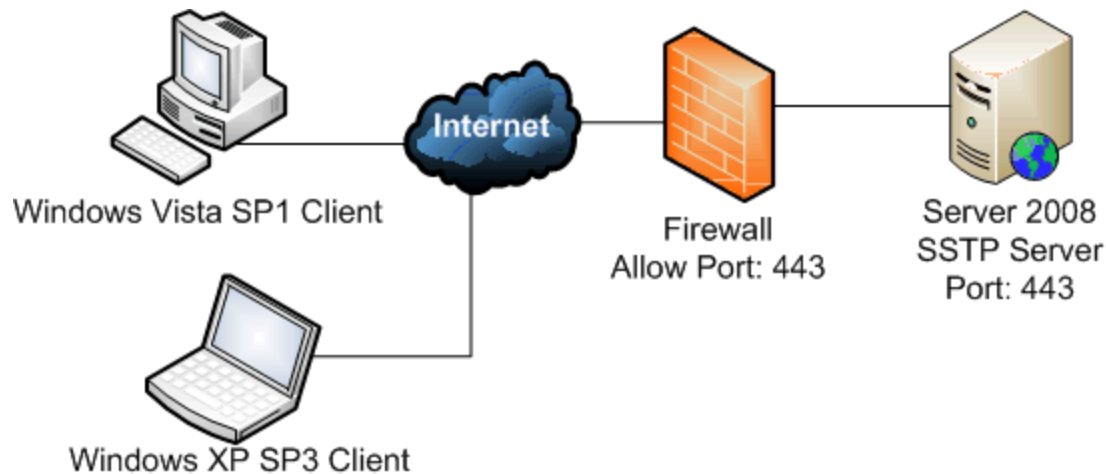 Internet
Windows Vista SP1 Client
Firewall
Allow Port: 443
Server 2008
SSTP Server
Port: 443
Windows XP SP3 Client